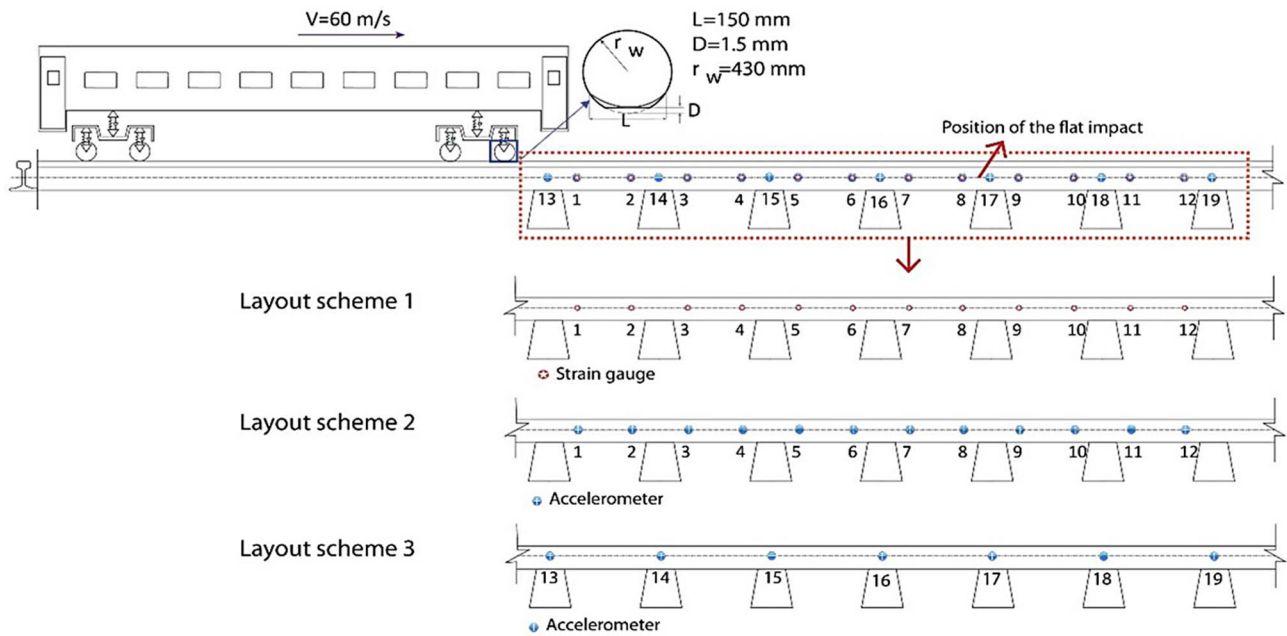 V=60 m/s
L=150 mm
D=1.5 mm
r w=430 mm
r w
D
L
Position of the flat impact
13 1 2 14 3 4 15 5 6 16 7 8 17 9 10 18 11 12 19
Layout scheme 1
1 2 3 4 5 6 7 8 9 10 11 12
Strain gauge
Layout scheme 2
1 2 3 4 5 6 7 8 9 10 11 12
Accelerometer
Layout scheme 3
13 14 15 16 17 18 19
Accelerometer